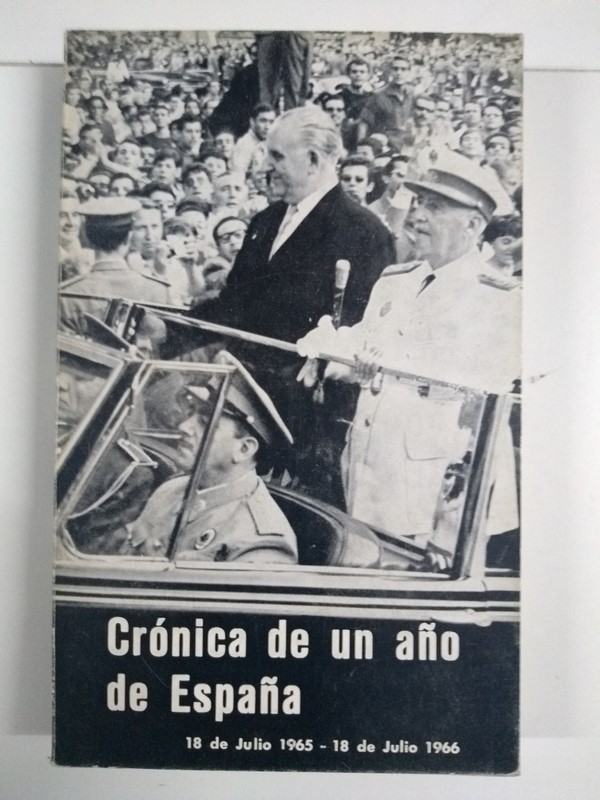 Crónica de un año
de España
18 de Julio 1965 - 18 de Julio 1966